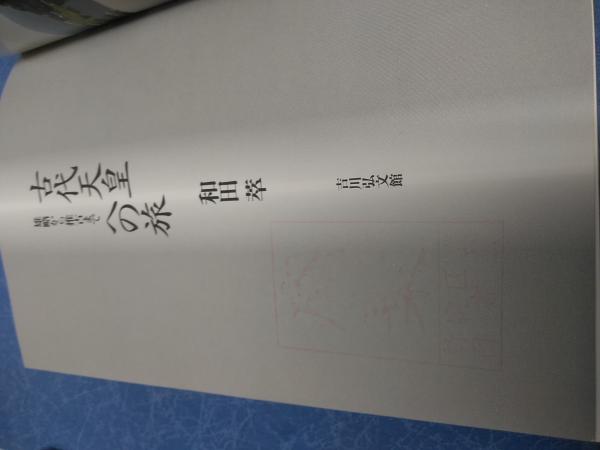 古代天皇への旅
雄略から推古まで
和田 萃
吉川弘文館